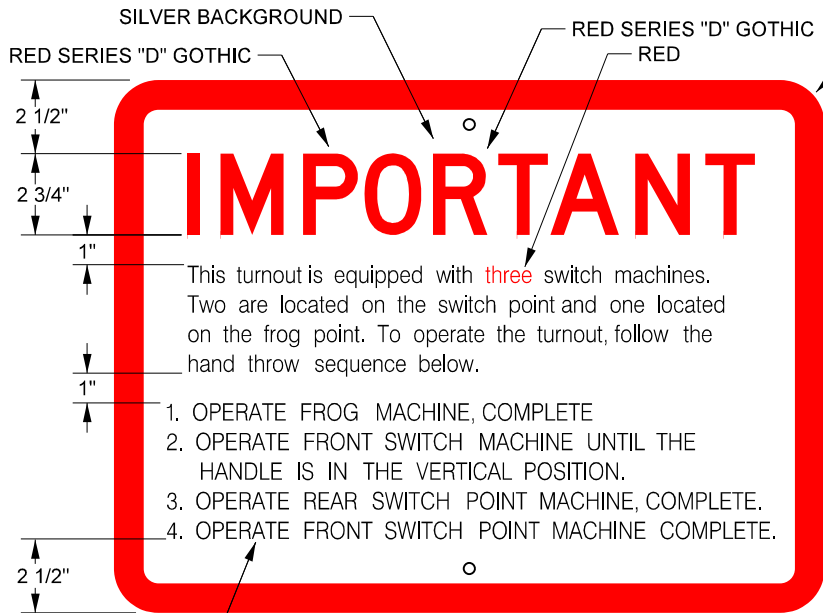 SILVER BACKGROUND
RED SERIES "D" GOTHIC
RED SERIES "D" GOTHIC
RED
2 1/2"
2 3/4"
1"
1"
2 1/2"
IMPORTANT
This turnout is equipped with three switch machines.
Two are located on the switch point and one located
on the frog point. To operate the turnout, follow the
hand throw sequence below.
1. OPERATE FROG MACHINE, COMPLETE
2. OPERATE FRONT SWITCH MACHINE UNTIL THE
HANDLE IS IN THE VERTICAL POSITION.
3. OPERATE REAR SWITCH POINT MACHINE, COMPLETE.
4. OPERATE FRONT SWITCH POINT MACHINE COMPLETE.